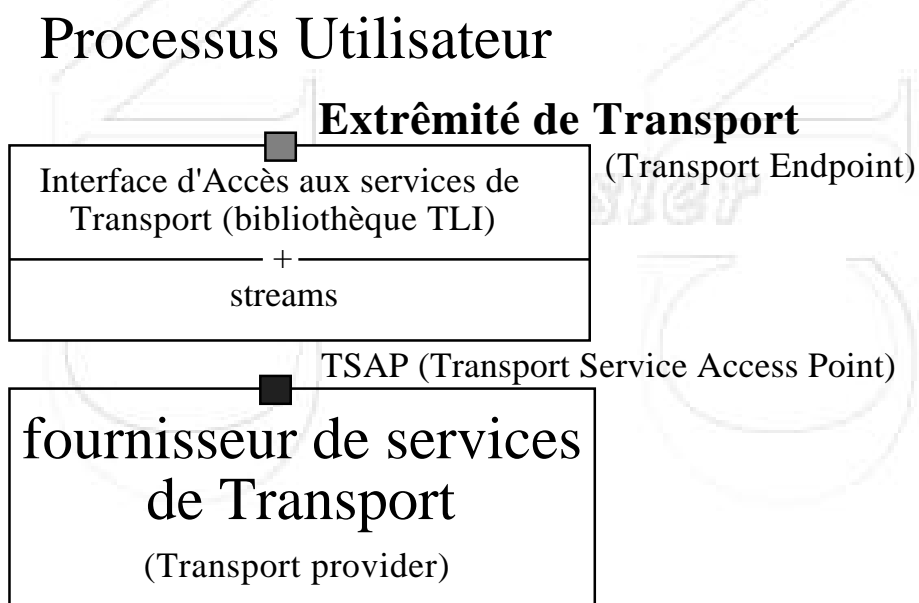 Processus Utilisateur
Extrêmité de Transport
(Transport Endpoint)
Interface d'Accès aux services de
Transport (bibliothèque TLI)
+
streams
TSAP (Transport Service Access Point)
fournisseur de services
de Transport
(Transport provider)